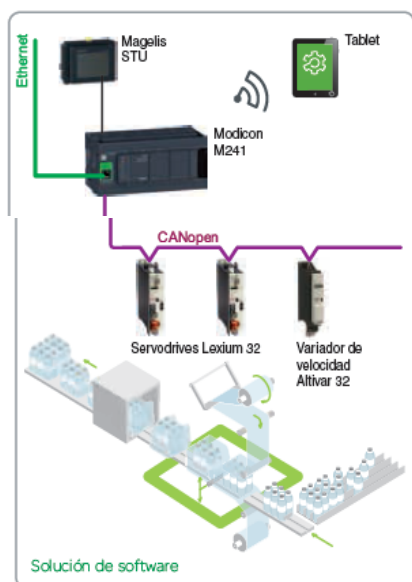 Ethernet
Magelis
STU
Tablet
Modicon
M241
CANopen
Servodrives Lexium 32
Variador de
velocidad
Altivar 32
Solución de software